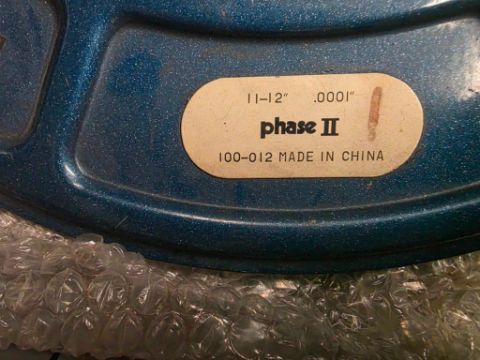 11-12" .0001"
phase II
100-012 MADE IN CHINA